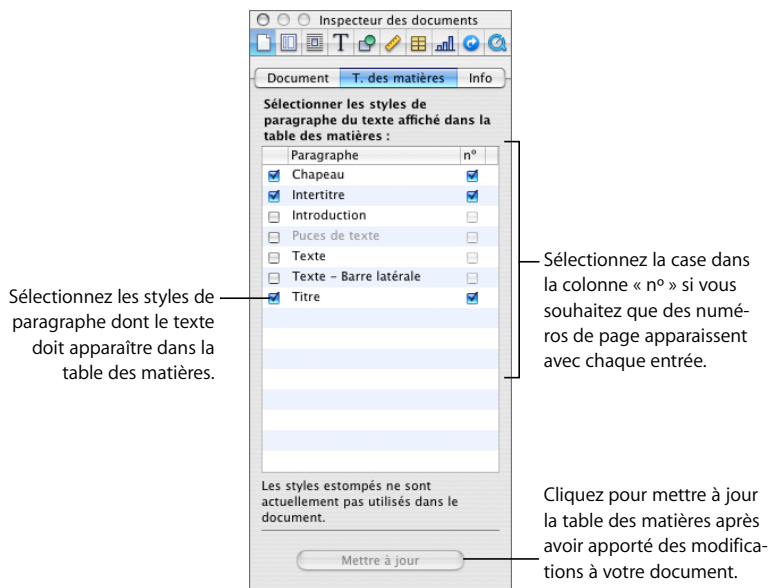 Inspecteur des documents
T
Document T. des matières Info
Sélectionner les styles de
paragraphe du texte affiché dans la
table des matières :
Paragraphe nº
Chapeau
Intertitre
Introduction
Puces de texte
Texte
Texte – Barre latérale
Titre
Les styles estompés ne sont
actuellement pas utilisés dans le
document.
Mettre à jour
Sélectionnez les styles de
paragraphe dont le texte
doit apparaître dans la
table des matières.
Sélectionnez la case dans
la colonne « nº » si vous
souhaitez que des numé-
ros de page apparaissent
avec chaque entrée.
Cliquez pour mettre à jour
la table des matières après
avoir apporté des modifica-
tions à votre document.